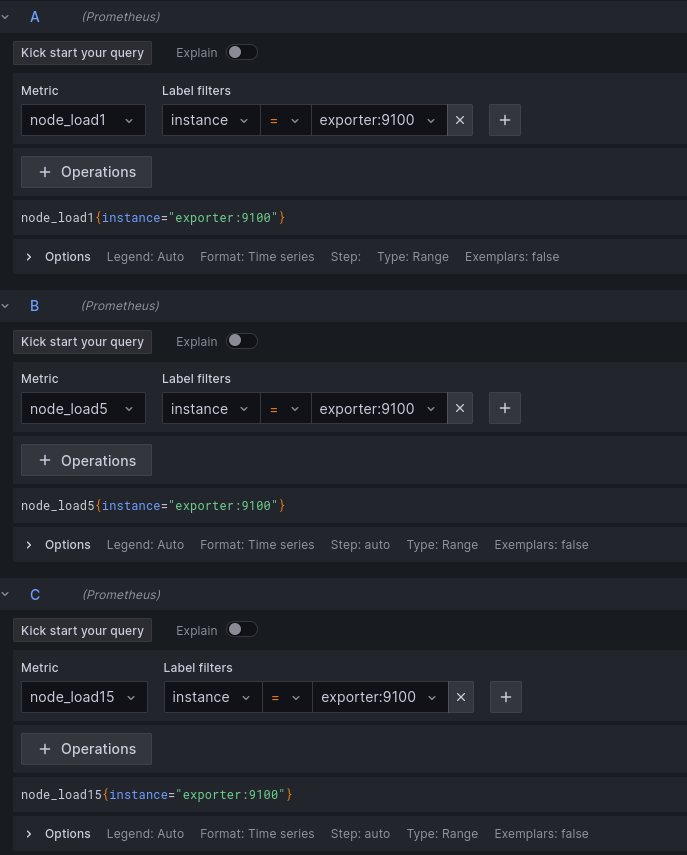 A (Prometheus)
Kick start your query Explain
Metric Label filters
node_load1 instance = exporter:9100 × +
+ Operations
node_load1{instance="exporter:9100"}
Options Legend: Auto Format: Time series Step: Type: Range Exemplars: false
B (Prometheus)
Kick start your query Explain
Metric Label filters
node_load5 instance = exporter:9100 × +
+ Operations
node_load5{instance="exporter:9100"}
Options Legend: Auto Format: Time series Step: auto Type: Range Exemplars: false
C (Prometheus)
Kick start your query Explain
Metric Label filters
node_load15 instance = exporter:9100 × +
+ Operations
node_load15{instance="exporter:9100"}
Options Legend: Auto Format: Time series Step: auto Type: Range Exemplars: false